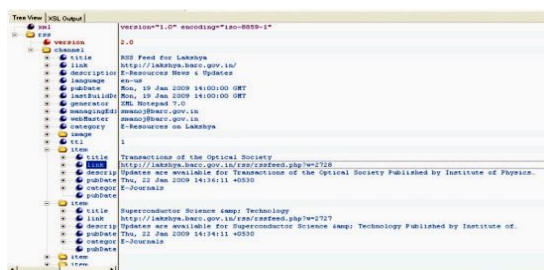 Tree View XSL Output
xml version="1.0" encoding="iso-8859-1"
rss
version 2.0
channel
title RSS Feed for Lakshya
link http://lakshya.barc.gov.in/
description E-Resources News & Updates
language en-us
pubDate Mon, 19 Jan 2009 14:00:00 GMT
lastBuildDa Mon, 19 Jan 2009 14:00:00 GMT
generator XML Notepad 7.0
managingEdi smanoj@barc.gov.in
webMaster smanoj@barc.gov.in
category E-Resources on Lakshya
image
ttl 1
item
title Transactions of the Optical Society
link http://lakshya.barc.gov.in/rss/rssfeed.php?w=2728
descrip Updates are available for Transactions of the Optical Society Published by Institute of Physics.
pubDate Thu, 22 Jan 2009 14:36:11 +0530
categor E-Journals
pubDate
item
title Superconductor Science &amp; Technology
link http://lakshya.barc.gov.in/rss/rssfeed.php?w=2727
descrip Updates are available for Superconductor Science &amp; Technology Published by Institute of.
pubDate Thu, 22 Jan 2009 14:34:11 +0530
categor E-Journals
pubDate
item
item